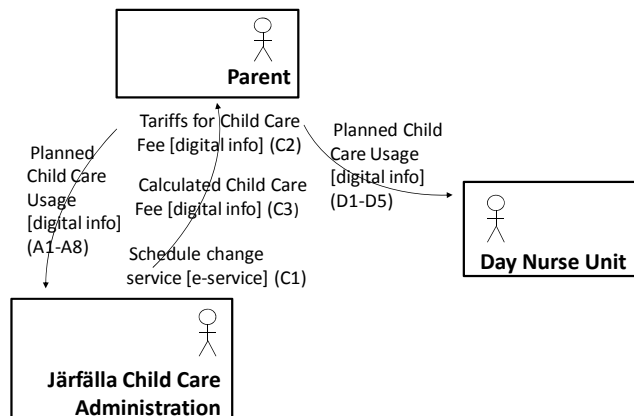 Parent
Tariffs for Child Care
Fee [digital info] (C2)
Calculated Child Care
Fee [digital info] (C3)
Schedule change
service [e-service] (C1)
Planned
Child Care
Usage
[digital info]
(A1-A8)
Planned Child
Care Usage
[digital info]
(D1-D5)
Day Nurse Unit
Järfälla Child Care
Administration